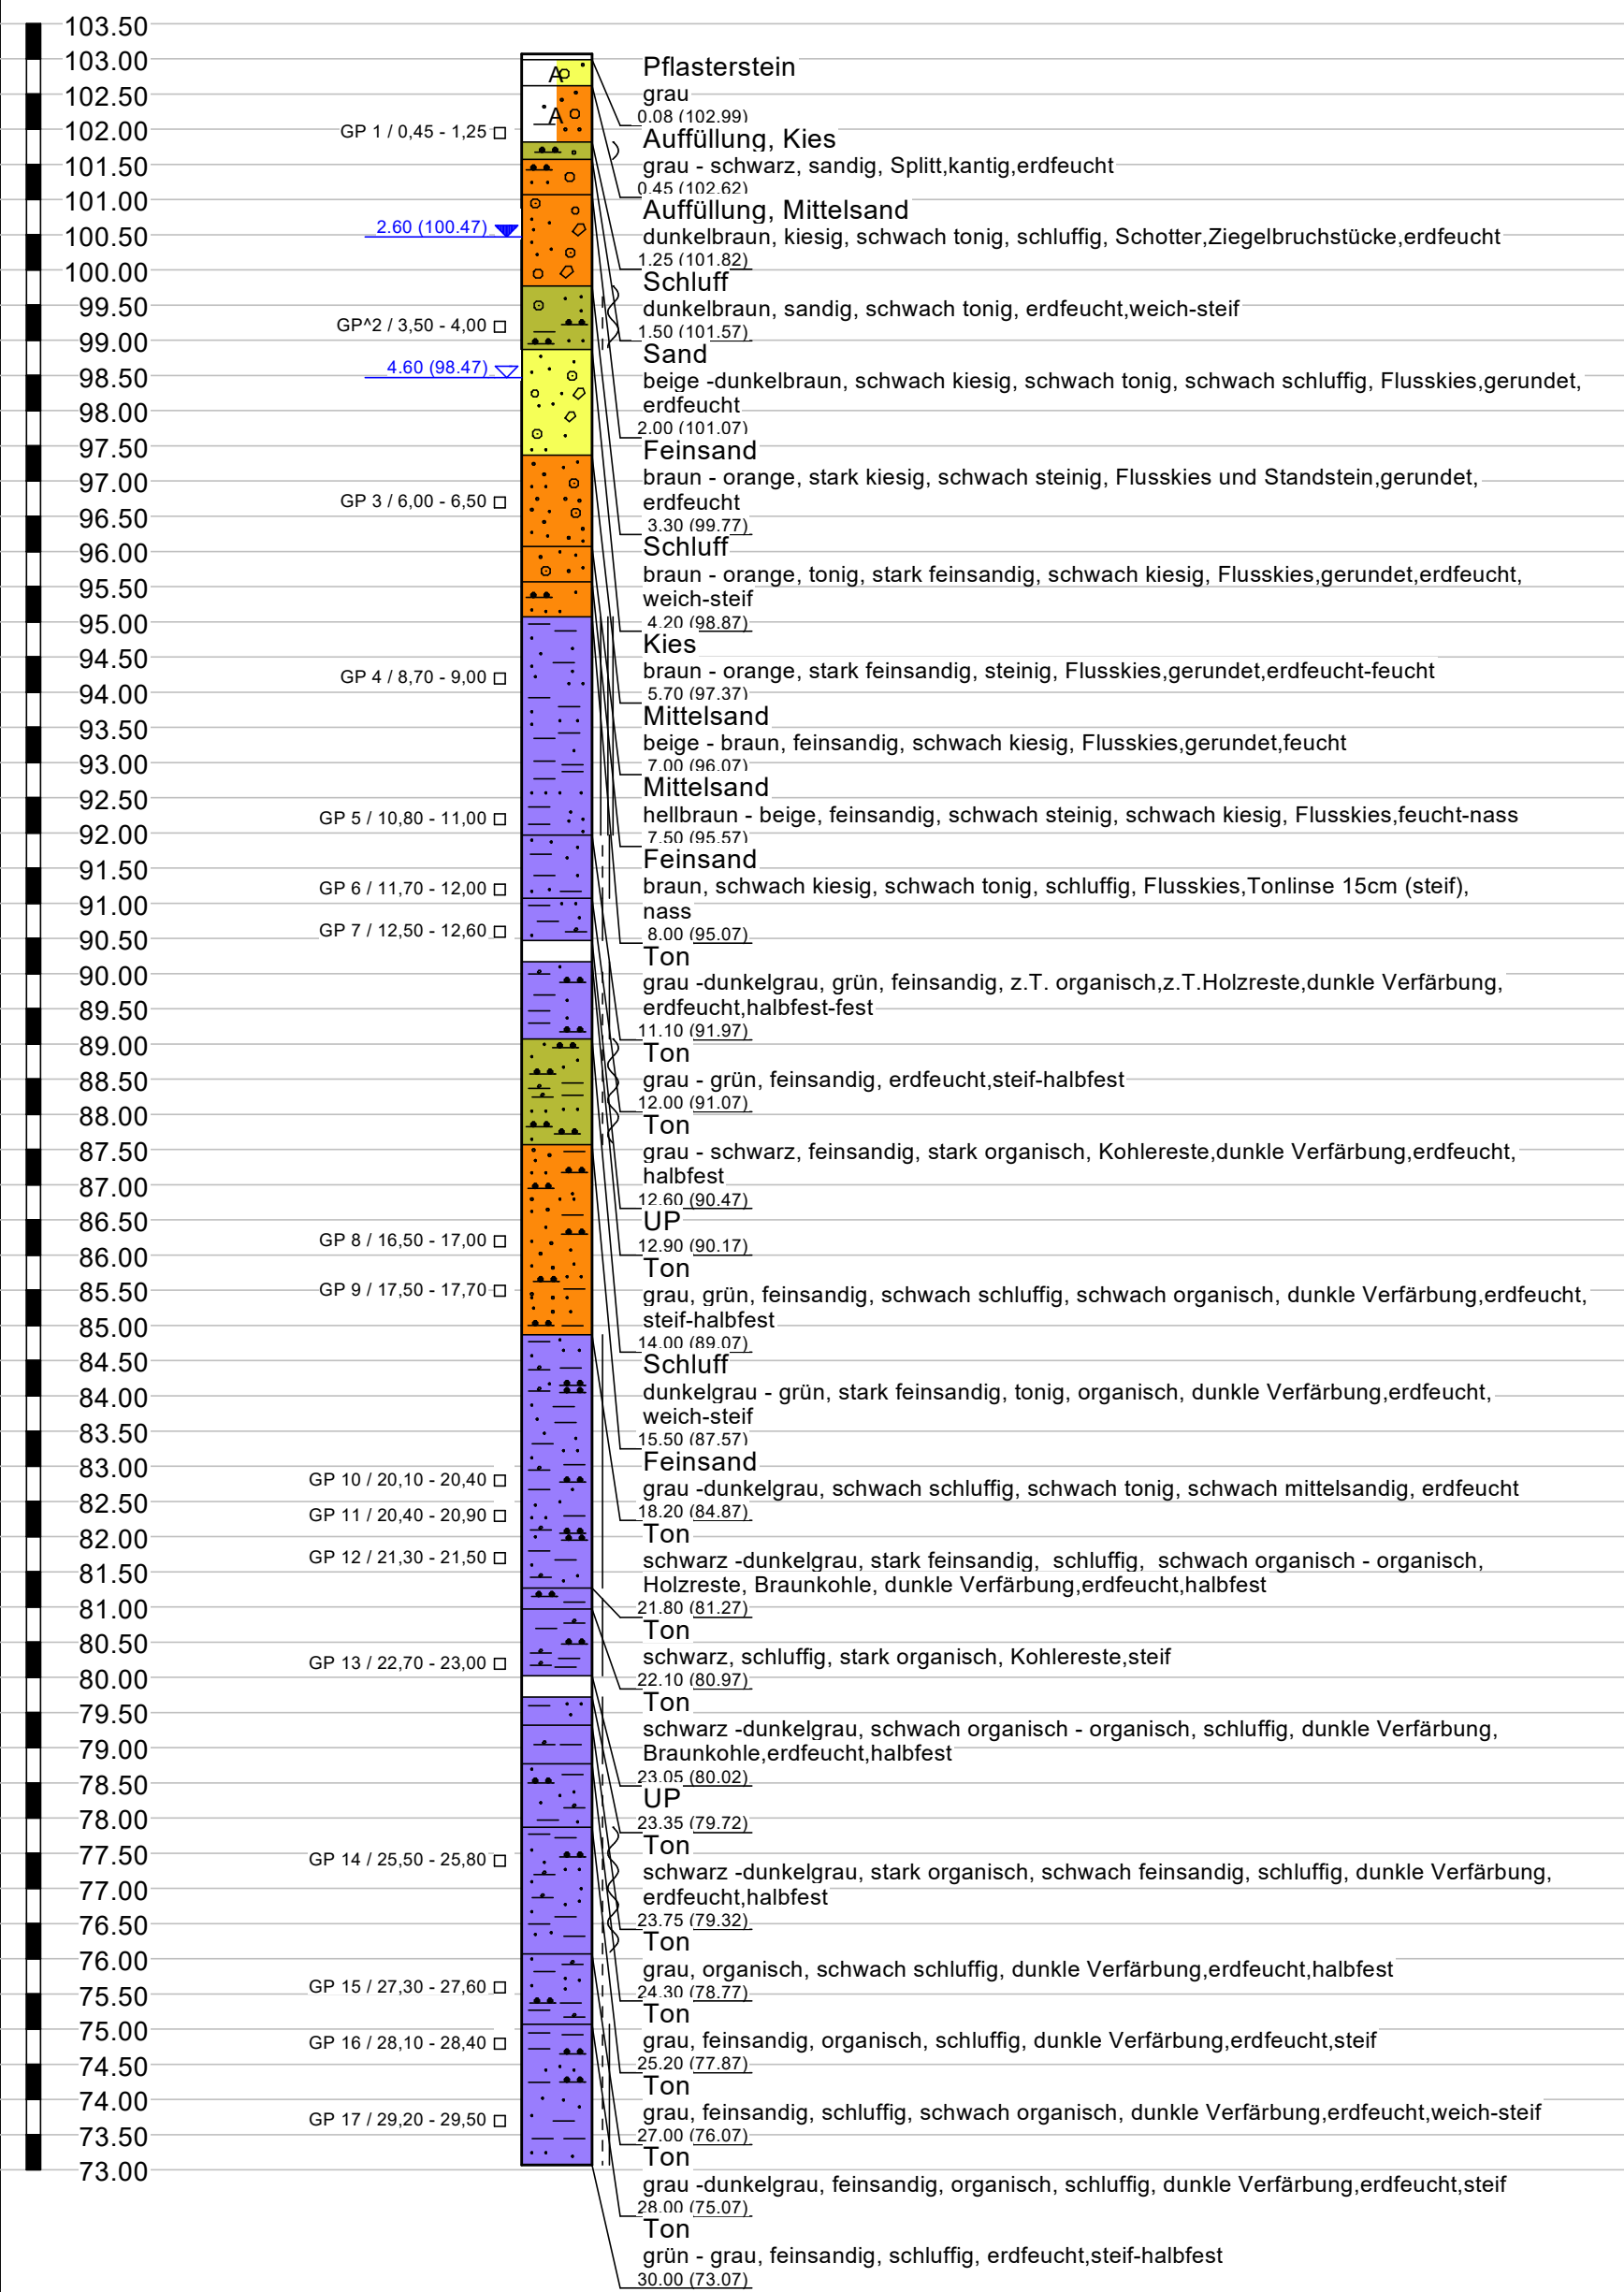 103.50
103.00
102.50
102.00
101.50
101.00
100.50
100.00
99.50
99.00
98.50
98.00
97.50
97.00
96.50
96.00
95.50
95.00
94.50
94.00
93.50
93.00
92.50
92.00
91.50
91.00
90.50
90.00
89.50
89.00
88.50
88.00
87.50
87.00
86.50
86.00
85.50
85.00
84.50
84.00
83.50
83.00
82.50
82.00
81.50
81.00
80.50
80.00
79.50
79.00
78.50
78.00
77.50
77.00
76.50
76.00
75.50
75.00
74.50
74.00
73.50
73.00
GP 1 / 0,45 - 1,25
2.60 (100.47)
GP^2 / 3,50 - 4,00
4.60 (98.47)
GP 3 / 6,00 - 6,50
GP 4 / 8,70 - 9,00
GP 5 / 10,80 - 11,00
GP 6 / 11,70 - 12,00
GP 7 / 12,50 - 12,60
GP 8 / 16,50 - 17,00
GP 9 / 17,50 - 17,70
GP 10 / 20,10 - 20,40
GP 11 / 20,40 - 20,90
GP 12 / 21,30 - 21,50
GP 13 / 22,70 - 23,00
GP 14 / 25,50 - 25,80
GP 15 / 27,30 - 27,60
GP 16 / 28,10 - 28,40
GP 17 / 29,20 - 29,50
A
A
Pflasterstein
grau
0.08 (102.99)
Auffüllung, Kies
grau - schwarz, sandig, Splitt,kantig,erdfeucht
0.45 (102.62)
Auffüllung, Mittelsand
dunkelbraun, kiesig, schwach tonig, schluffig, Schotter,Ziegelbruchstücke,erdfeucht
1.25 (101.82)
Schluff
dunkelbraun, sandig, schwach tonig, erdfeucht,weich-steif
1.50 (101.57)
Sand
beige -dunkelbraun, schwach kiesig, schwach tonig, schwach schluffig, Flusskies,gerundet,
erdfeucht
2.00 (101.07)
Feinsand
braun - orange, stark kiesig, schwach steinig, Flusskies und Standstein,gerundet,
erdfeucht
3.30 (99.77)
Schluff
braun - orange, tonig, stark feinsandig, schwach kiesig, Flusskies,gerundet,erdfeucht,
weich-steif
4.20 (98.87)
Kies
braun - orange, stark feinsandig, steinig, Flusskies,gerundet,erdfeucht-feucht
5.70 (97.37)
Mittelsand
beige - braun, feinsandig, schwach kiesig, Flusskies,gerundet,feucht
7.00 (96.07)
Mittelsand
hellbraun - beige, feinsandig, schwach steinig, schwach kiesig, Flusskies,feucht-nass
7.50 (95.57)
Feinsand
braun, schwach kiesig, schwach tonig, schluffig, Flusskies,Tonlinse 15cm (steif),
nass
8.00 (95.07)
Ton
grau -dunkelgrau, grün, feinsandig, z.T. organisch,z.T.Holzreste,dunkle Verfärbung,
erdfeucht,halbfest-fest
11.10 (91.97)
Ton
grau - grün, feinsandig, erdfeucht,steif-halbfest
12.00 (91.07)
Ton
grau - schwarz, feinsandig, stark organisch, Kohlereste,dunkle Verfärbung,erdfeucht,
halbfest
12.60 (90.47)
UP
12.90 (90.17)
Ton
grau, grün, feinsandig, schwach schluffig, schwach organisch, dunkle Verfärbung,erdfeucht,
steif-halbfest
14.00 (89.07)
Schluff
dunkelgrau - grün, stark feinsandig, tonig, organisch, dunkle Verfärbung,erdfeucht,
weich-steif
15.50 (87.57)
Feinsand
grau -dunkelgrau, schwach schluffig, schwach tonig, schwach mittelsandig, erdfeucht
18.20 (84.87)
Ton
schwarz -dunkelgrau, stark feinsandig,  schluffig,  schwach organisch - organisch,
Holzreste, Braunkohle, dunkle Verfärbung,erdfeucht,halbfest
21.80 (81.27)
Ton
schwarz, schluffig, stark organisch, Kohlereste,steif
22.10 (80.97)
Ton
schwarz -dunkelgrau, schwach organisch - organisch, schluffig, dunkle Verfärbung,
Braunkohle,erdfeucht,halbfest
23.05 (80.02)
UP
23.35 (79.72)
Ton
schwarz -dunkelgrau, stark organisch, schwach feinsandig, schluffig, dunkle Verfärbung,
erdfeucht,halbfest
23.75 (79.32)
Ton
grau, organisch, schwach schluffig, dunkle Verfärbung,erdfeucht,halbfest
24.30 (78.77)
Ton
grau, feinsandig, organisch, schluffig, dunkle Verfärbung,erdfeucht,steif
25.20 (77.87)
Ton
grau, feinsandig, schluffig, schwach organisch, dunkle Verfärbung,erdfeucht,weich-steif
27.00 (76.07)
Ton
grau -dunkelgrau, feinsandig, organisch, schluffig, dunkle Verfärbung,erdfeucht,steif
28.00 (75.07)
Ton
grün - grau, feinsandig, schluffig, erdfeucht,steif-halbfest
30.00 (73.07)